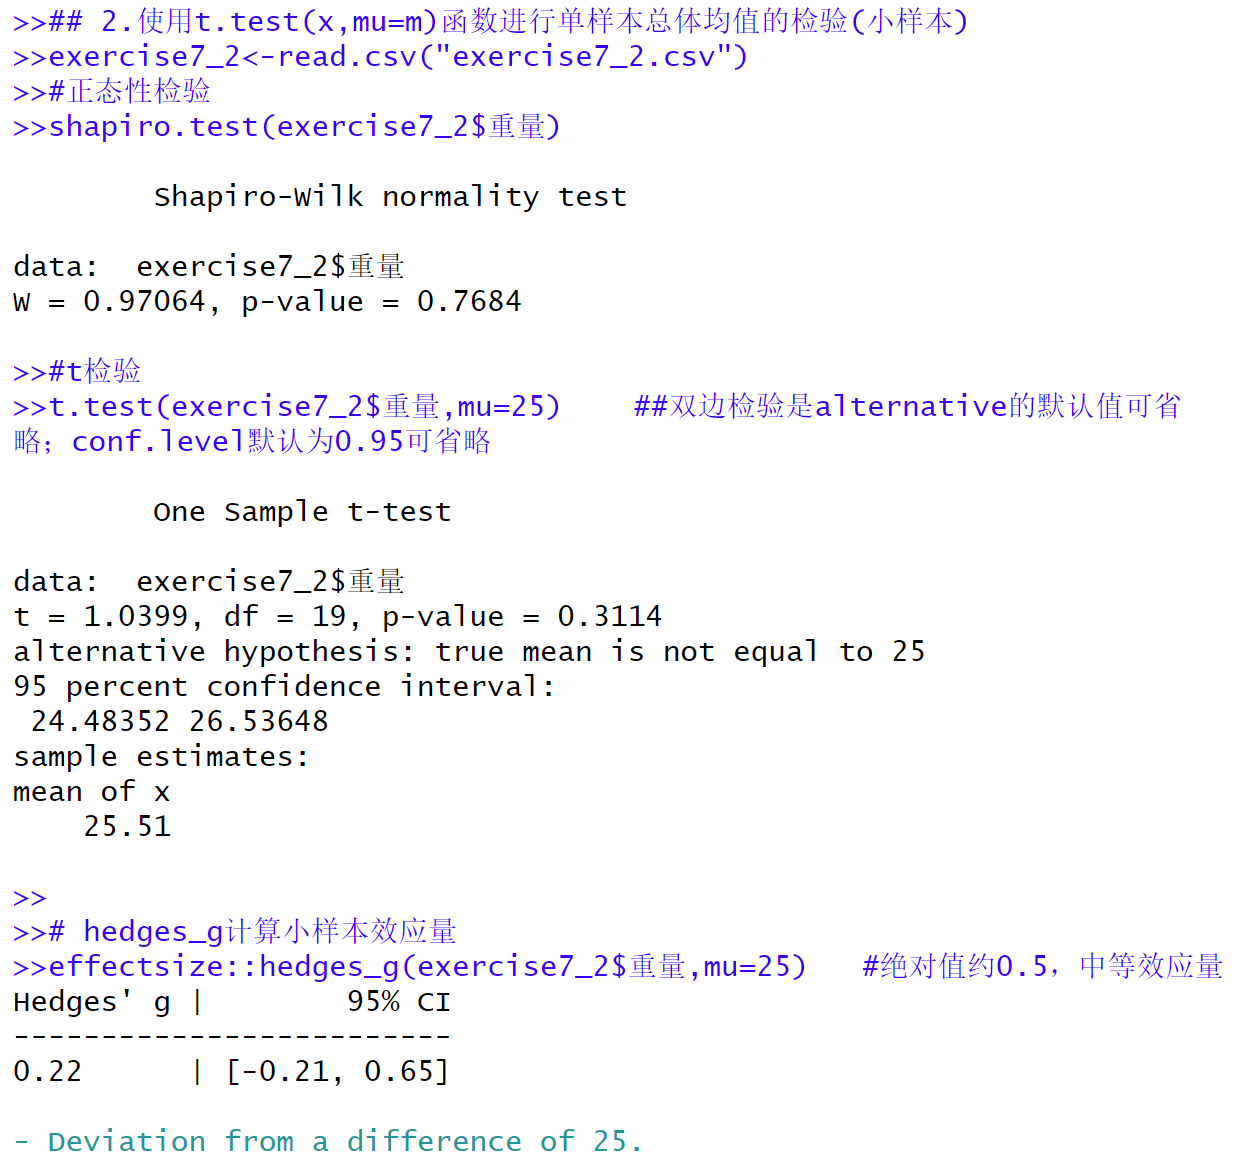 >>## 2.使用t.test(x,mu=m)函数进行单样本总体均值的检验(小样本)
>>exercise7_2<-read.csv("exercise7_2.csv")
>>#正态性检验
>>shapiro.test(exercise7_2$重量)
Shapiro-Wilk normality test
data:  exercise7_2$重量
W = 0.97064, p-value = 0.7684
>>#t检验
>>t.test(exercise7_2$重量,mu=25)    ##双边检验是alternative的默认值可省
略；conf.level默认为0.95可省略
One Sample t-test
data:  exercise7_2$重量
t = 1.0399, df = 19, p-value = 0.3114
alternative hypothesis: true mean is not equal to 25
95 percent confidence interval:
24.48352 26.53648
sample estimates:
mean of x
25.51
>>
>># hedges_g计算小样本效应量
>>effectsize::hedges_g(exercise7_2$重量,mu=25)   #绝对值约0.5，中等效应量
Hedges' g |        95% CI
-------------------------
0.22      | [-0.21, 0.65]
- Deviation from a difference of 25.